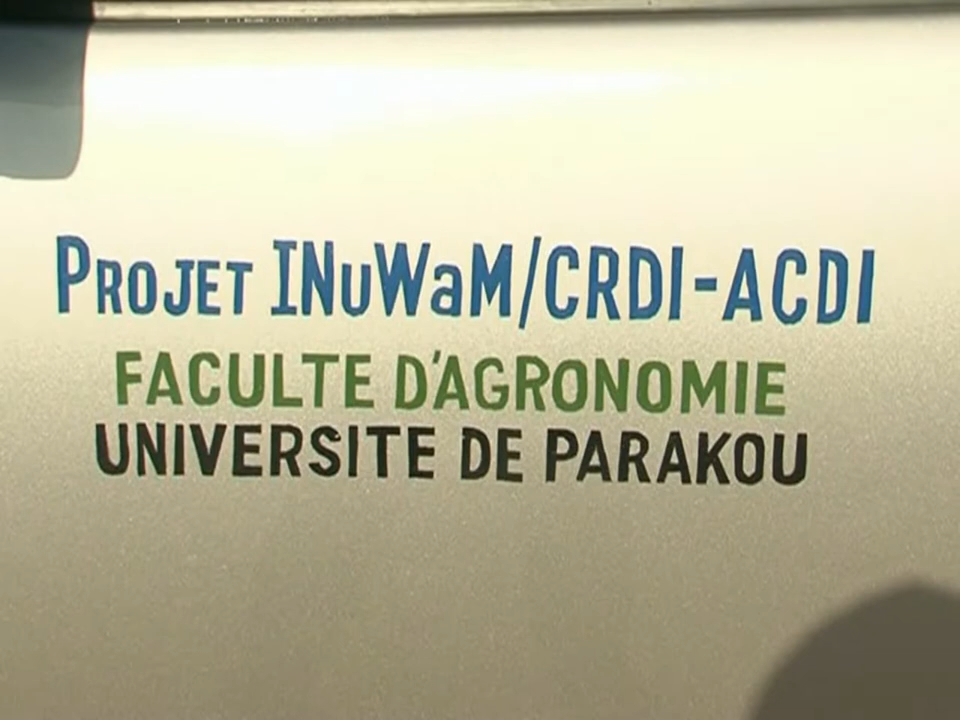 PROJET INuWaM/CRDI-ACDI
FACULTE D'AGRONOMIE
UNIVERSITE DE PARAKOU